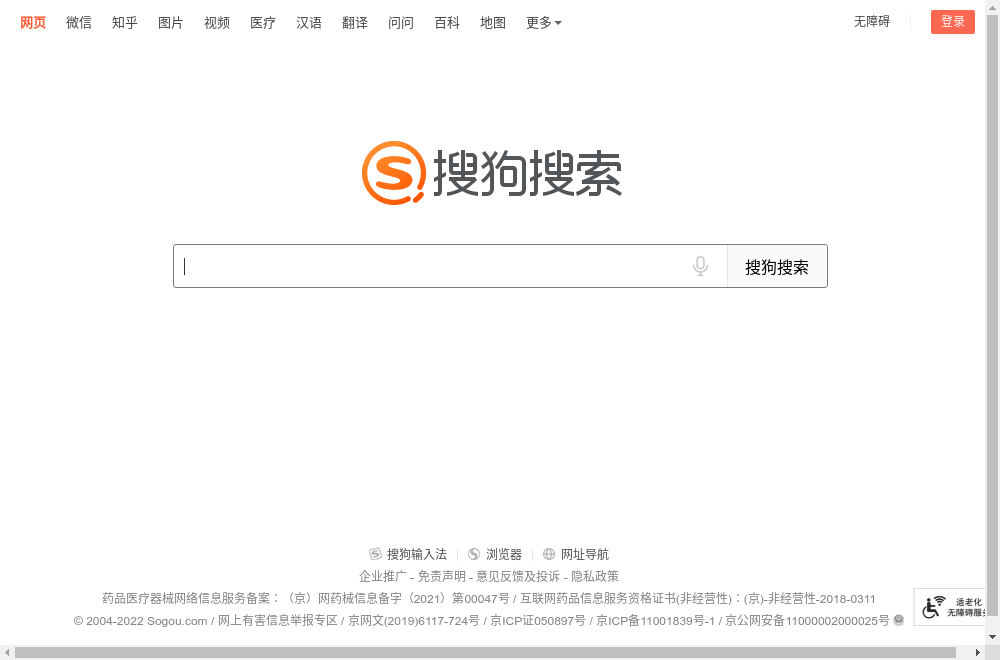 网页 微信 知乎 图片 视频 医疗 汉语 翻译 问问 百科 地图 更多 无障碍 登录
搜狗搜索
搜狗搜索
搜狗输入法 浏览器 网址导航
企业推广 - 免责声明 - 意见反馈及投诉 - 隐私政策
药品医疗器械网络信息服务备案：（京）网药械信息备字（2021）第00047号 / 互联网药品信息服务资格证书(非经营性)：(京)-非经营性-2018-0311
适老化
无障碍服
© 2004-2022 Sogou.com / 网上有害信息举报专区 / 京网文(2019)6117-724号 / 京ICP证050897号 / 京ICP备11001839号-1 / 京公网安备11000002000025号